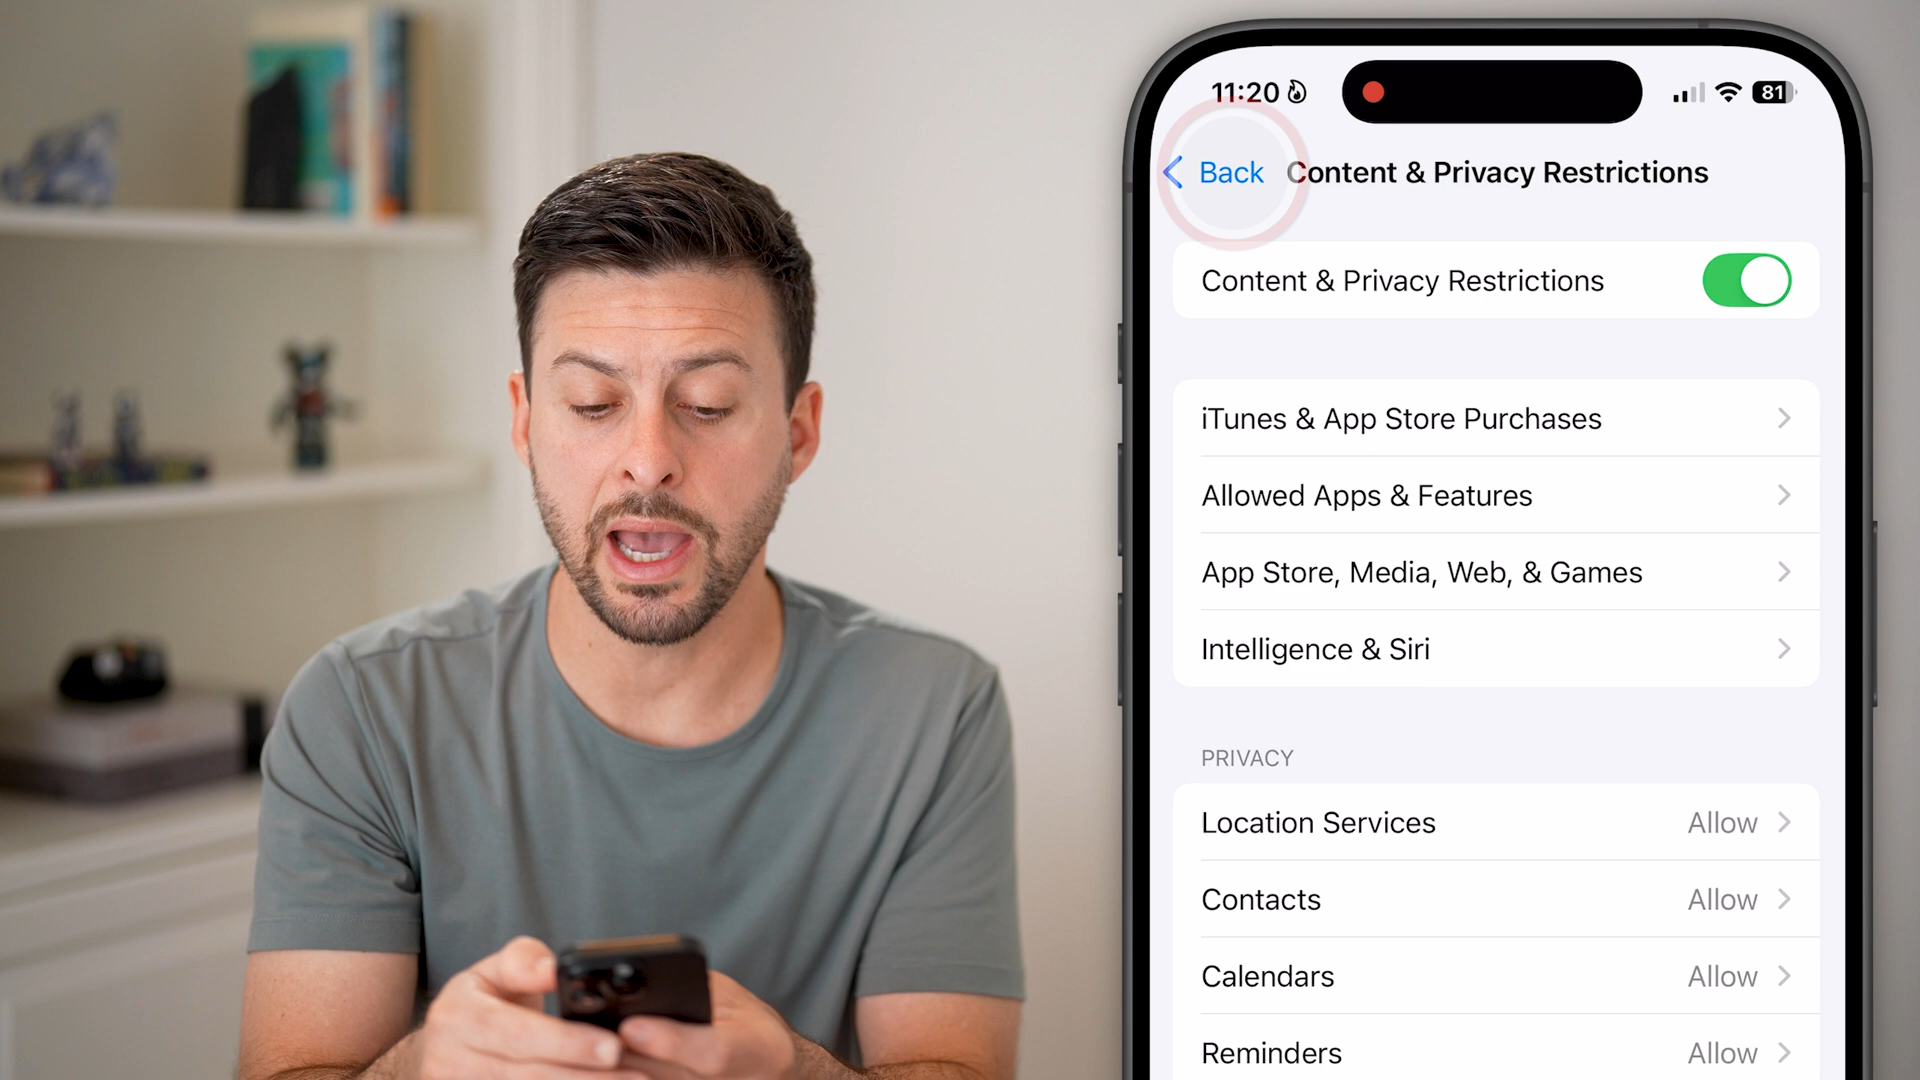 11:20
81
Back
Content & Privacy Restrictions
Content & Privacy Restrictions
iTunes & App Store Purchases
Allowed Apps & Features
App Store, Media, Web, & Games
Intelligence & Siri
PRIVACY
Location Services Allow
Contacts Allow
Calendars Allow
Reminders Allow